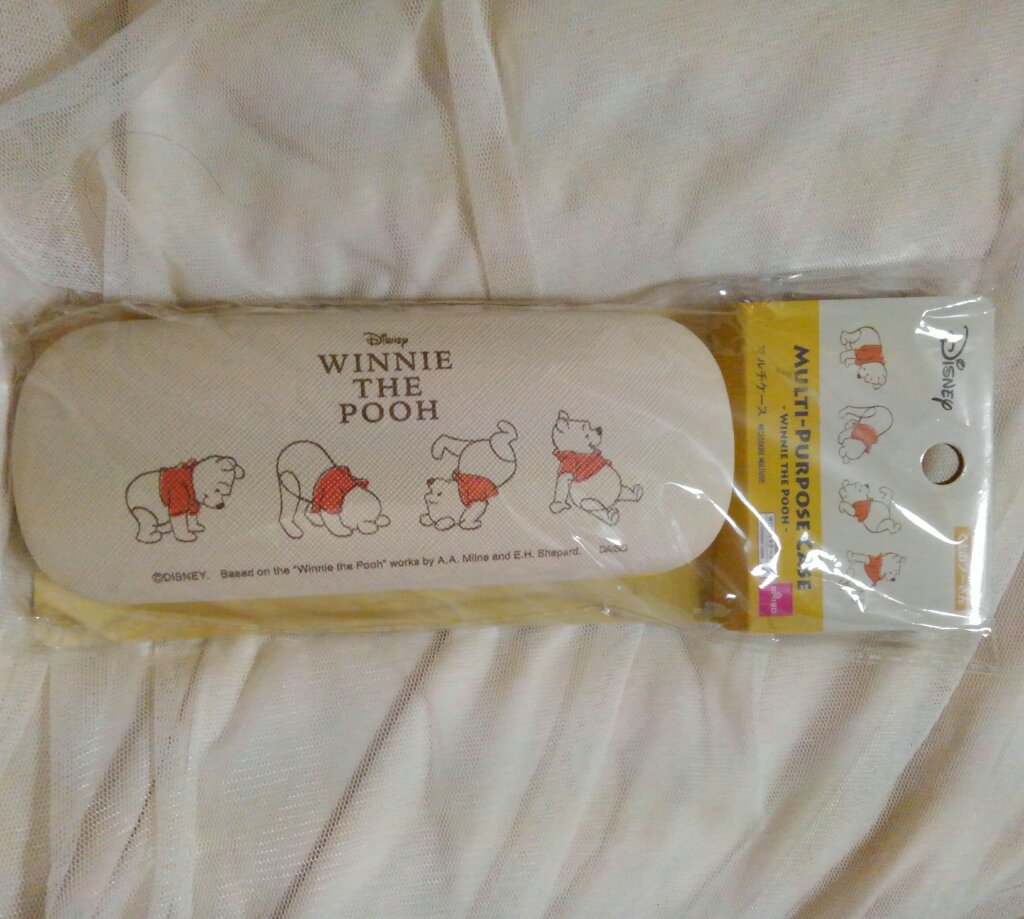 Disney
WINNIE
THE
POOH
©DISNEY. Based on the "Winnie the Pooh" works by A.A. Milne and E.H. Shepard. DAISO
Disney
MULTI-PURPOSE CASE
- WINNIE THE POOH -
マルチケース
DAISO